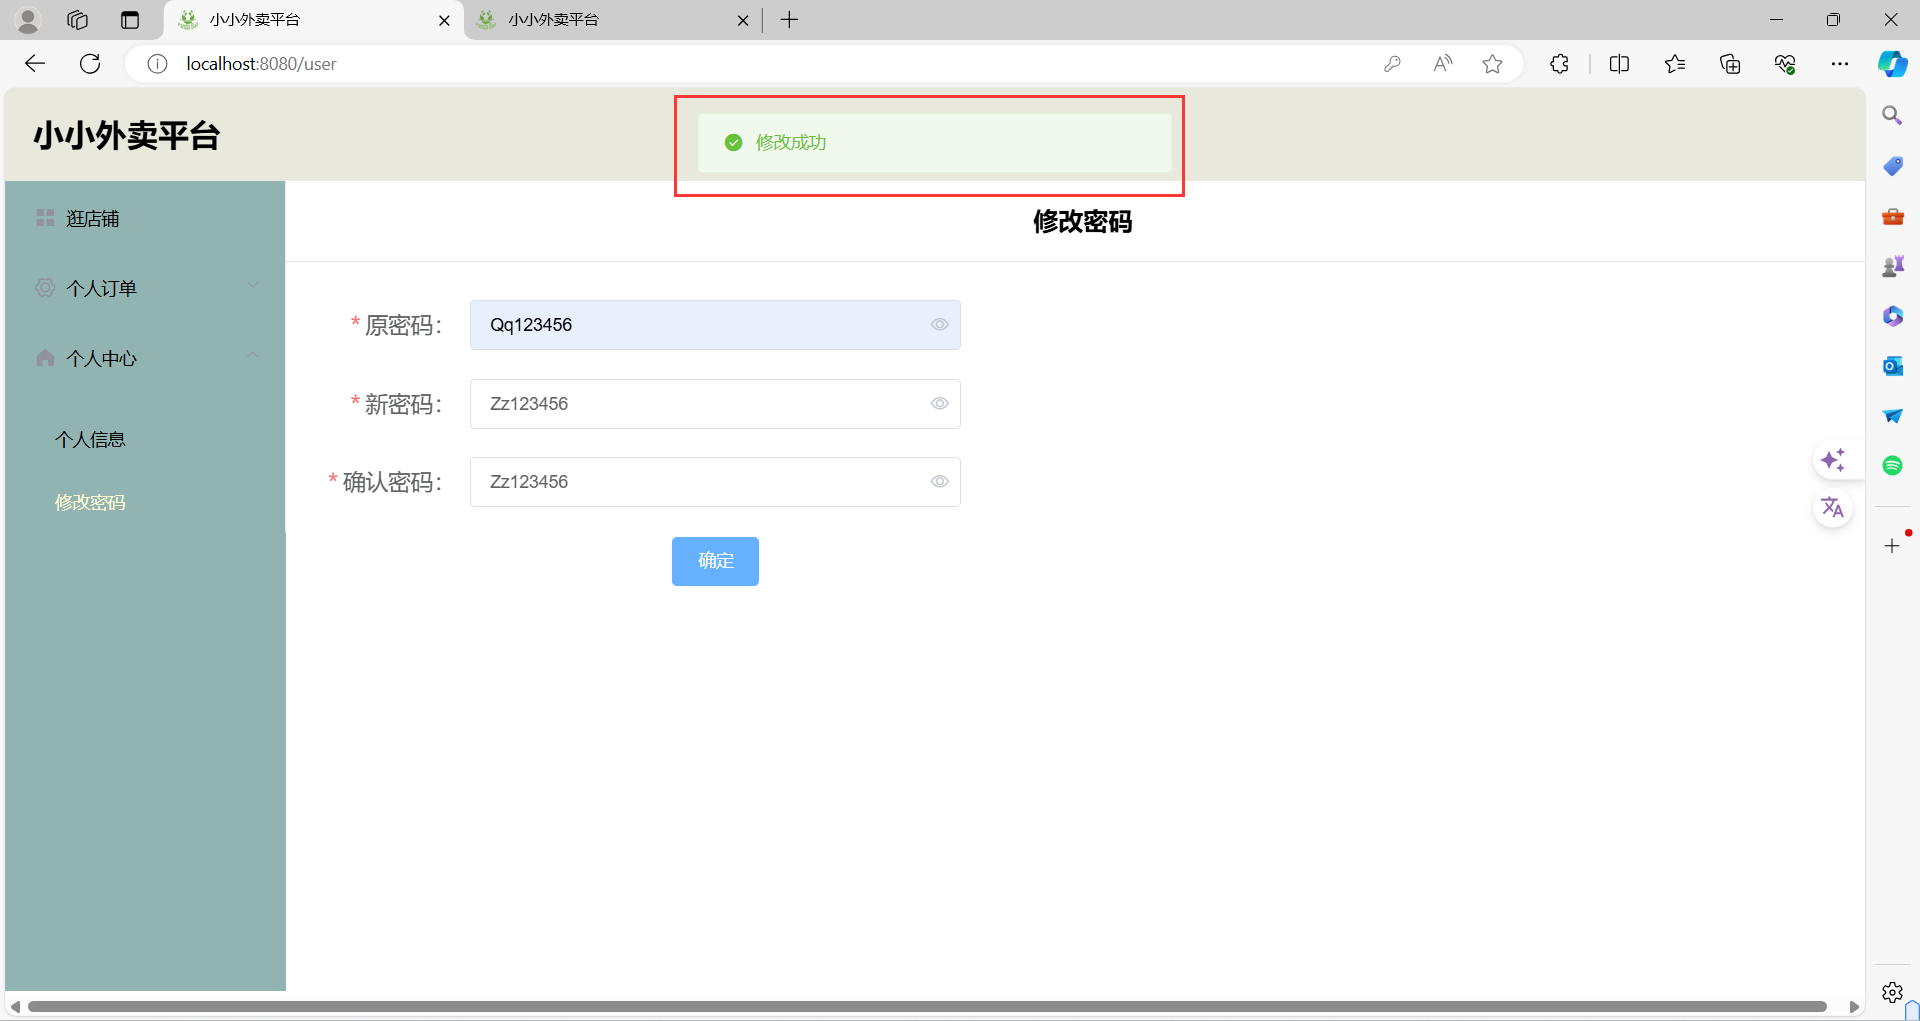 小小外卖平台
小小外卖平台
localhost:8080/user
小小外卖平台
修改成功
逛店铺
个人订单
个人中心
个人信息
修改密码
修改密码
* 原密码：
Qq123456
* 新密码：
Zz123456
* 确认密码：
Zz123456
确定